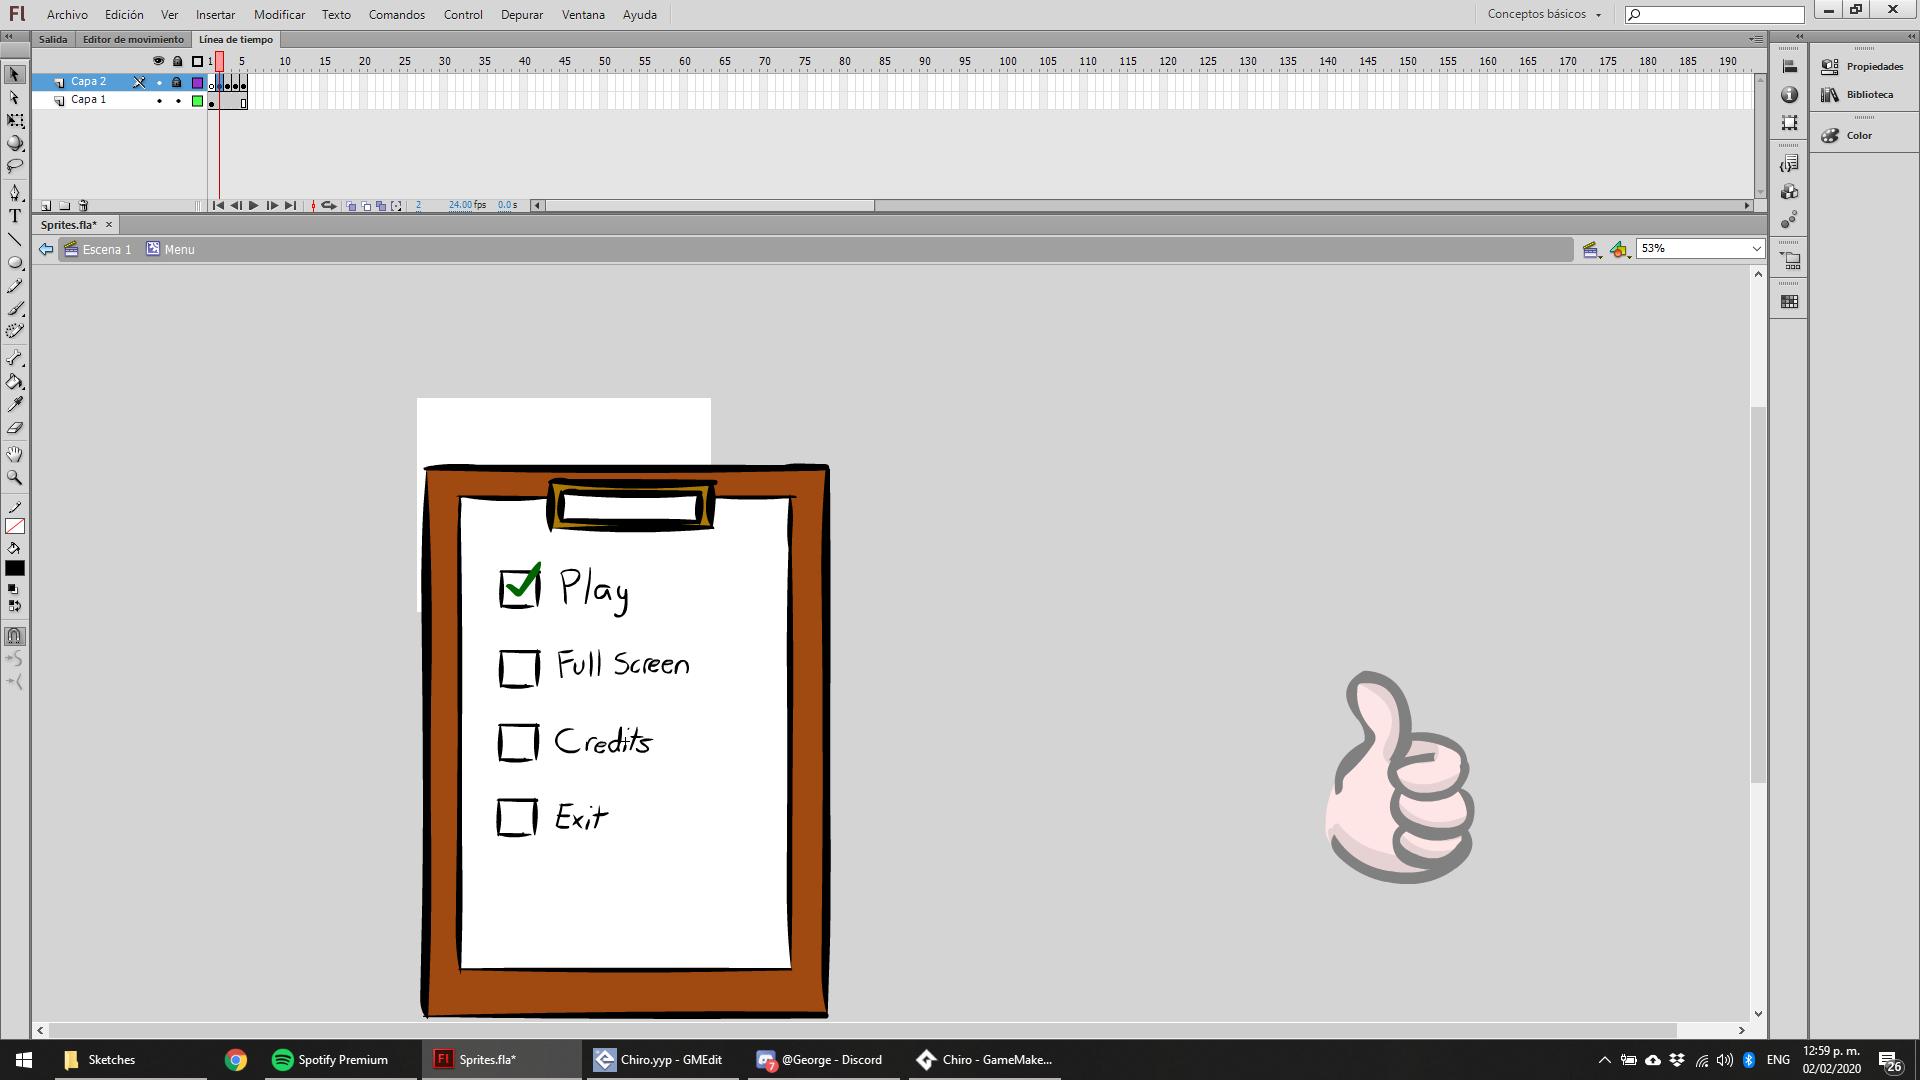 Fl Archivo Edición Ver Insertar Modificar Texto Comandos Control Depurar Ventana Ayuda Conceptos básicos
Salida Editor de movimiento Línea de tiempo
1 5 10 15 20 25 30 35 40 45 50 55 60 65 70 75 80 85 90 95 100 105 110 115 120 125 130 135 140 145 150 155 160 165 170 175 180 185 190
Capa 2
Capa 1
2 24.00 fps 0.0 s
Propiedades
Biblioteca
Color
Sprites.fla*
Escena 1 Menu 53%
Play
Full Screen
Credits
Exit
Sketches Spotify Premium Fl Sprites.fla* Chiro.yyp - GMEdit 7 @George - Discord Chiro - GameMake... ENG 12:59 p. m.
02/02/2020 26